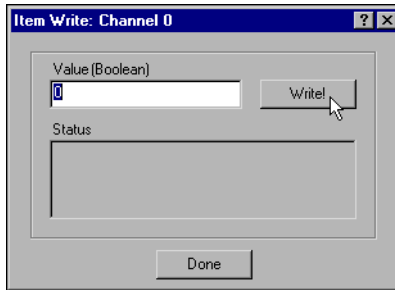 Item Write: Channel 0
Value (Boolean)
0
Write!
Status
Done